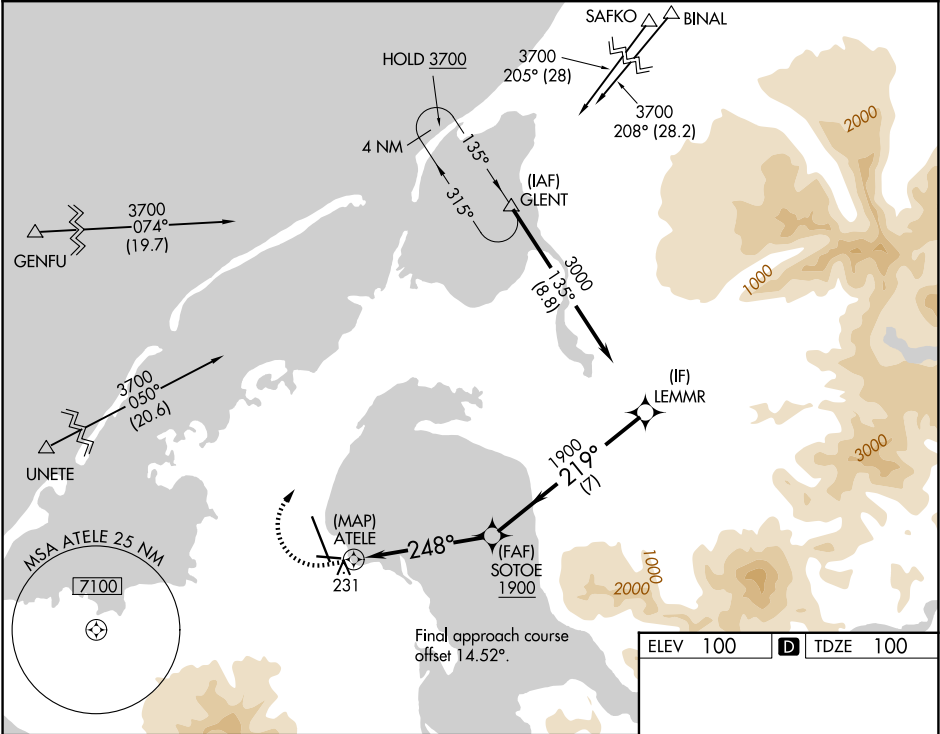 SAFKO
BINAL
3700
205° (28)
3700
208° (28.2)
HOLD 3700
4 NM
135°
315°
(IAF)
GLENT
2000
1000
3700
074°
(19.7)
GENFU
3000
135°
(8.8)
3700
050°
(20.6)
UNETE
(IF)
LEMMR
1900
219°
(7)
3000
(MAP)
ATELE
248°
(FAF)
SOTOE
1900
231
1000
2000
MSA ATELE 25 NM
7100
Final approach course
offset 14.52°.
ELEV 100 D TDZE 100